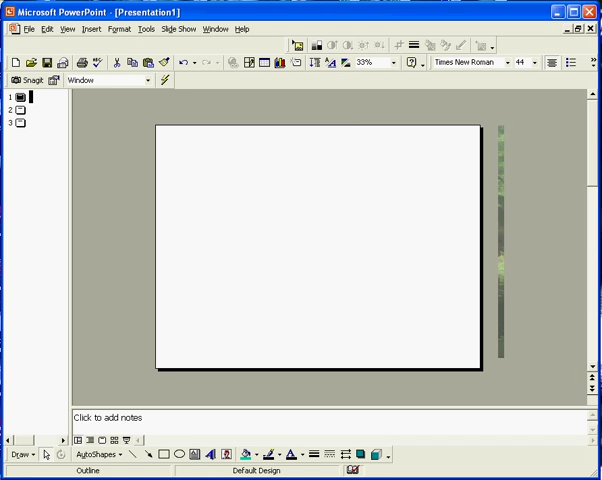 Microsoft PowerPoint - [Presentation1]
File Edit View Insert Format Tools Slide Show Window Help
33% Times New Roman 44
Snagit Window
1
2
3
Click to add notes
Draw AutoShapes
Outline Default Design